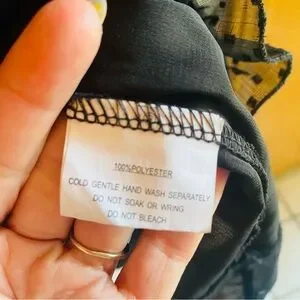 100%POLYESTER
COLD GENTLE HAND WASH SEPARATELY
DO NOT SOAK OR WRING
DO NOT BLEACH